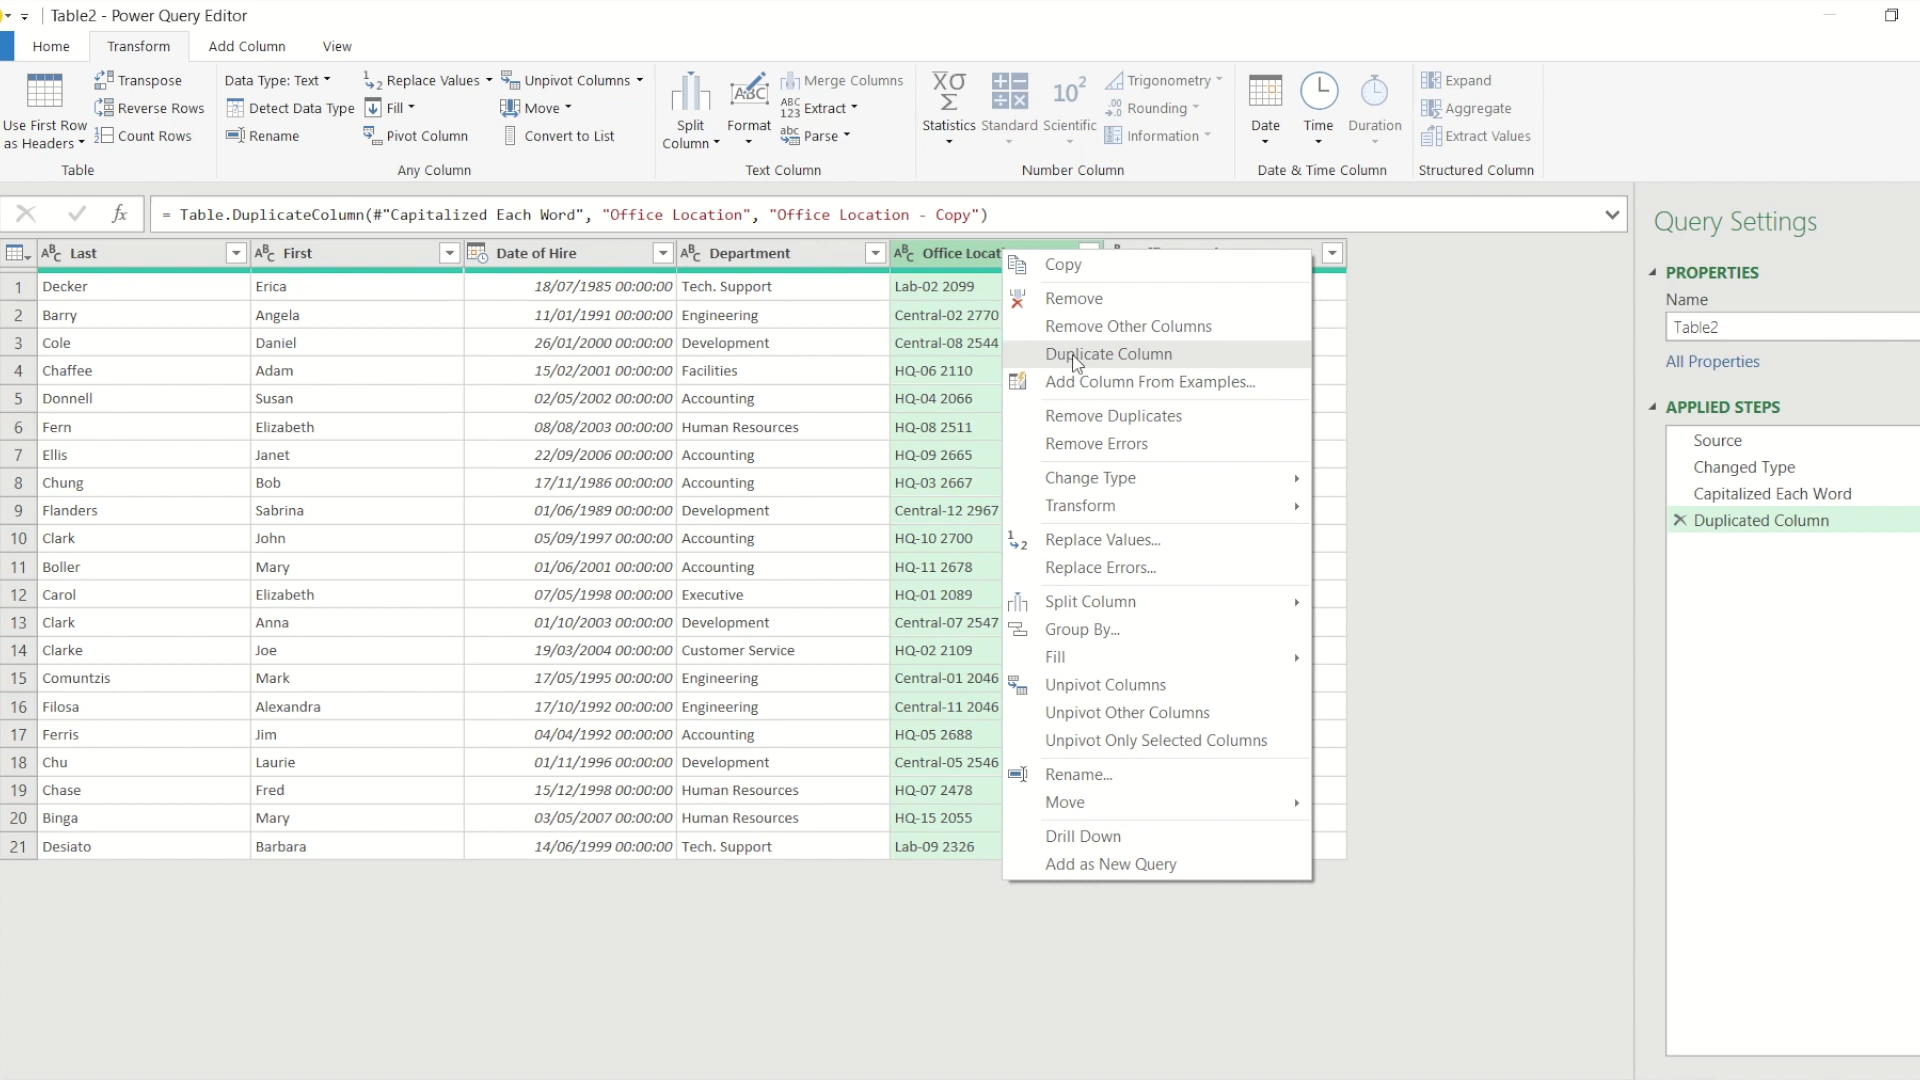 Table2 - Power Query Editor
Home Transform Add Column View
Use First Row as Headers
Transpose
Reverse Rows
Count Rows
Table
Data Type: Text
Detect Data Type
Rename
Replace Values
Fill
Pivot Column
Unpivot Columns
Move
Convert to List
Any Column
Split Column
Format
Merge Columns
Extract
Parse
Text Column
Statistics
Standard
Scientific
Trigonometry
Rounding
Information
Number Column
Date
Time
Duration
Date & Time Column
Expand
Aggregate
Extract Values
Structured Column
= Table.DuplicateColumn(#"Capitalized Each Word", "Office Location", "Office Location - Copy")
Last First Date of Hire Department Office Locat
1 Decker Erica 18/07/1985 00:00:00 Tech. Support Lab-02 2099
2 Barry Angela 11/01/1991 00:00:00 Engineering Central-02 2770
3 Cole Daniel 26/01/2000 00:00:00 Development Central-08 2544
4 Chaffee Adam 15/02/2001 00:00:00 Facilities HQ-06 2110
5 Donnell Susan 02/05/2002 00:00:00 Accounting HQ-04 2066
6 Fern Elizabeth 08/08/2003 00:00:00 Human Resources HQ-08 2511
7 Ellis Janet 22/09/2006 00:00:00 Accounting HQ-09 2665
8 Chung Bob 17/11/1986 00:00:00 Accounting HQ-03 2667
9 Flanders Sabrina 01/06/1989 00:00:00 Development Central-12 2967
10 Clark John 05/09/1997 00:00:00 Accounting HQ-10 2700
11 Boller Mary 01/06/2001 00:00:00 Accounting HQ-11 2678
12 Carol Elizabeth 07/05/1998 00:00:00 Executive HQ-01 2089
13 Clark Anna 01/10/2003 00:00:00 Development Central-07 2547
14 Clarke Joe 19/03/2004 00:00:00 Customer Service HQ-02 2109
15 Comuntzis Mark 17/05/1995 00:00:00 Engineering Central-01 2046
16 Filosa Alexandra 17/10/1992 00:00:00 Engineering Central-11 2046
17 Ferris Jim 04/04/1992 00:00:00 Accounting HQ-05 2688
18 Chu Laurie 01/11/1996 00:00:00 Development Central-05 2546
19 Chase Fred 15/12/1998 00:00:00 Human Resources HQ-07 2478
20 Binga Mary 03/05/2007 00:00:00 Human Resources HQ-15 2055
21 Desiato Barbara 14/06/1999 00:00:00 Tech. Support Lab-09 2326
Copy
Remove
Remove Other Columns
Duplicate Column
Add Column From Examples...
Remove Duplicates
Remove Errors
Change Type
Transform
Replace Values...
Replace Errors...
Split Column
Group By...
Fill
Unpivot Columns
Unpivot Other Columns
Unpivot Only Selected Columns
Rename...
Move
Drill Down
Add as New Query
Query Settings
PROPERTIES
Name
Table2
All Properties
APPLIED STEPS
Source
Changed Type
Capitalized Each Word
Duplicated Column